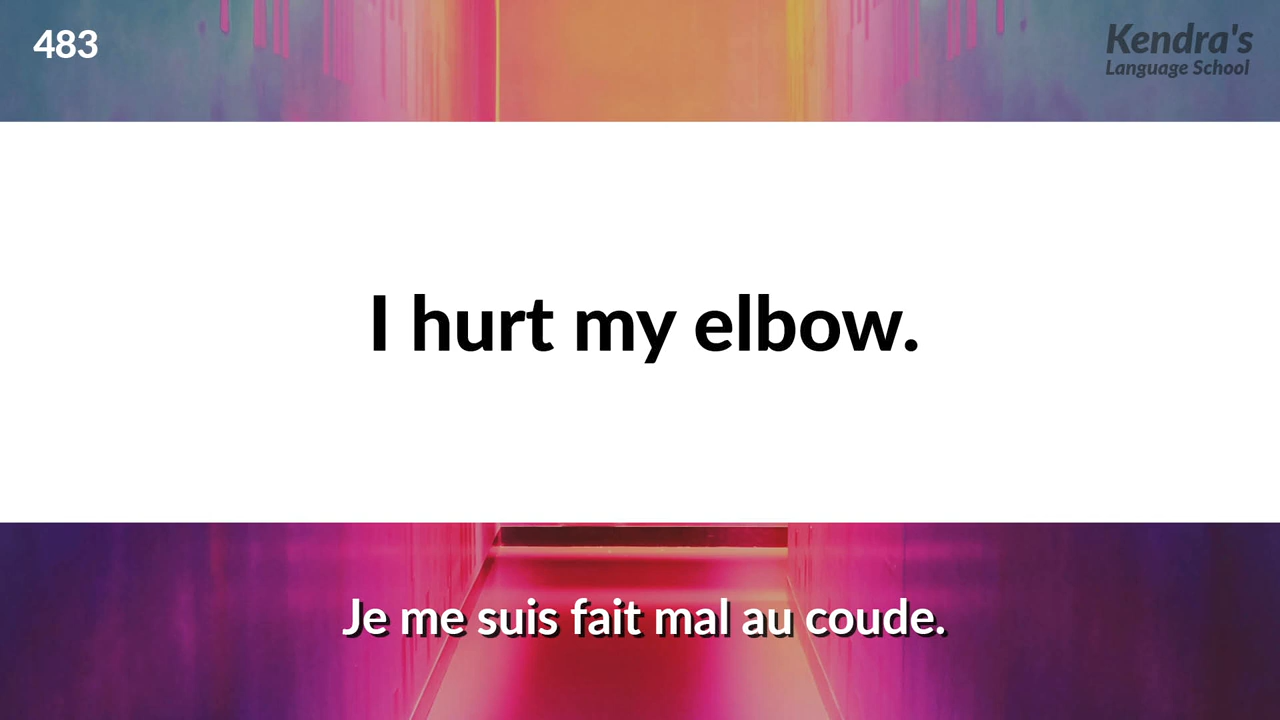 483
Kendra's
Language School
I hurt my elbow.
Je me suis fait mal au coude.